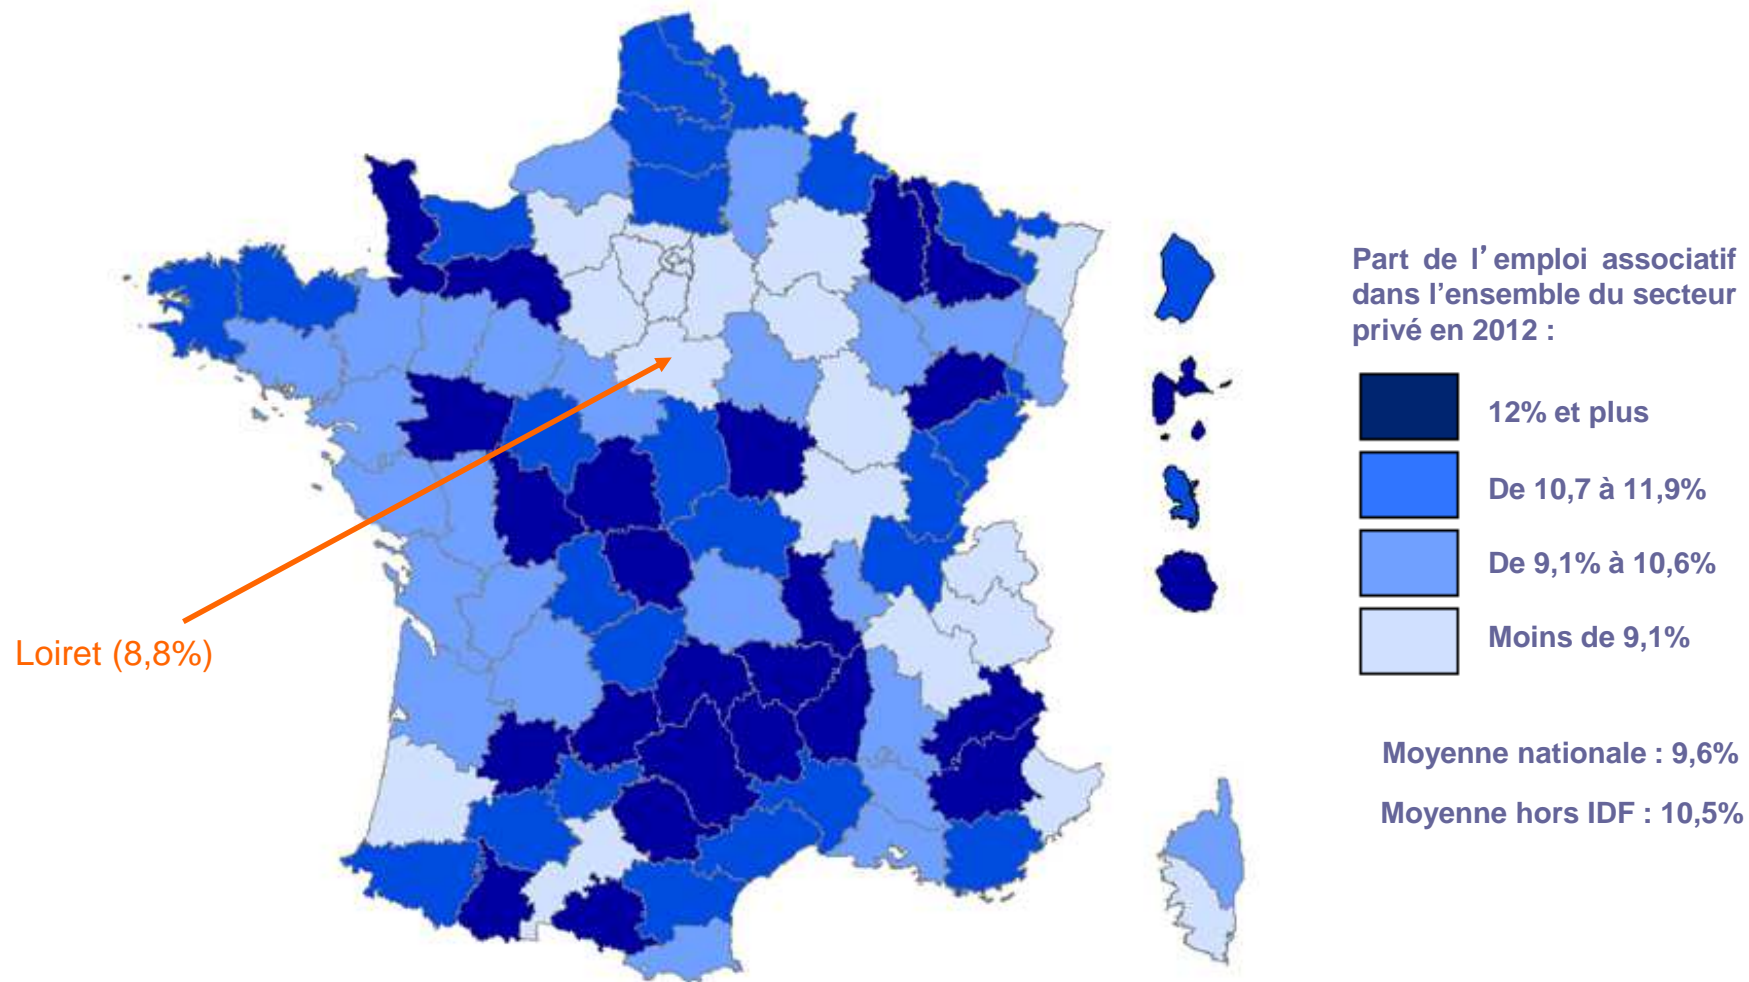 Part de l’emploi associatif
dans l’ensemble du secteur
privé en 2012 :
12% et plus
De 10,7 à 11,9%
De 9,1% à 10,6%
Moins de 9,1%
Loiret (8,8%)
Moyenne nationale : 9,6%
Moyenne hors IDF : 10,5%